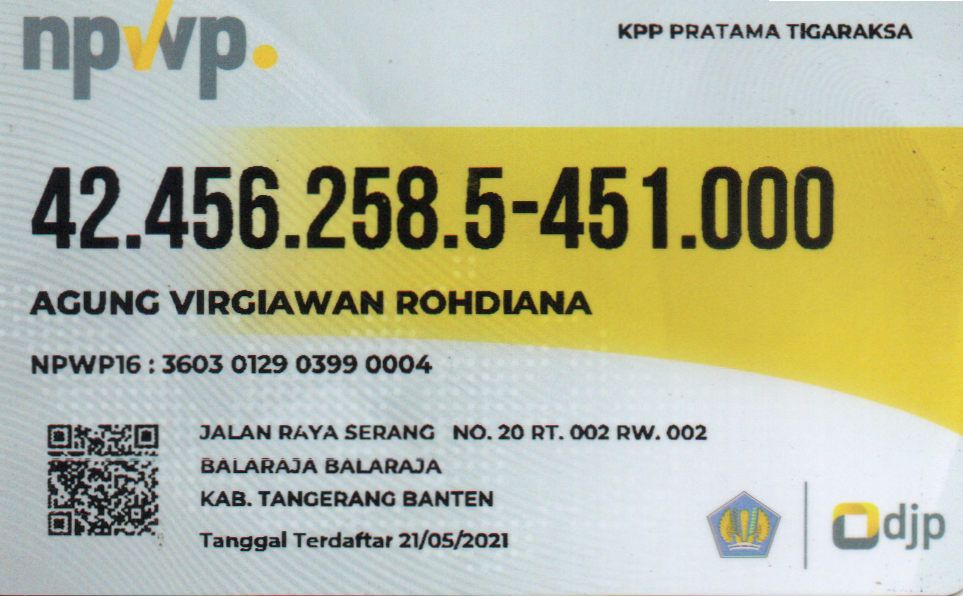 npwp.
KPP PRATAMA TIGARAKSA
42.456.258.5-451.000
AGUNG VIRGIAWAN ROHDIANA
NPWP16 : 3603 0129 0399 0004
JALAN RAYA SERANG NO. 20 RT. 002 RW. 002
BALARAJA BALARAJA
KAB. TANGERANG BANTEN
Tanggal Terdaftar 21/05/2021
djp